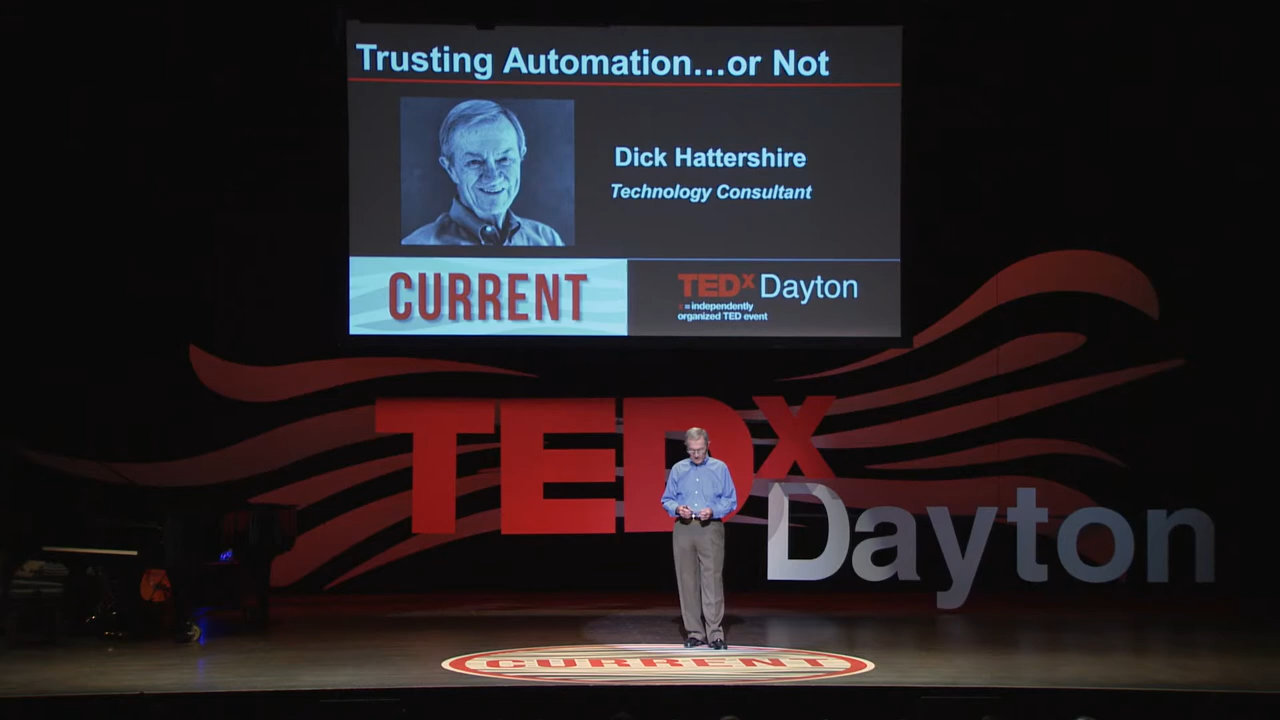 Trusting Automation…or Not
Dick Hattershire
Technology Consultant
CURRENT
TEDx Dayton
x = independently
organized TED event
TEDx
Dayton
CURRENT